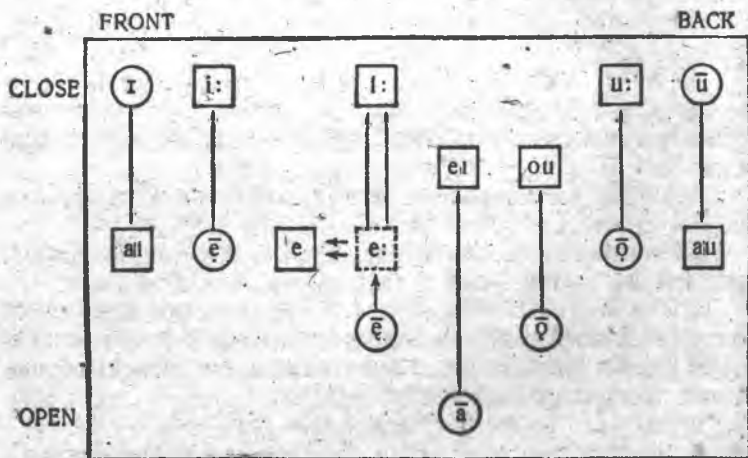 FRONT BACK
CLOSE ī i: i: u: ū
eɪ ou
aɪ ẹ̄ e e: ọ̄ au
ę̄ ǭ
OPEN ā